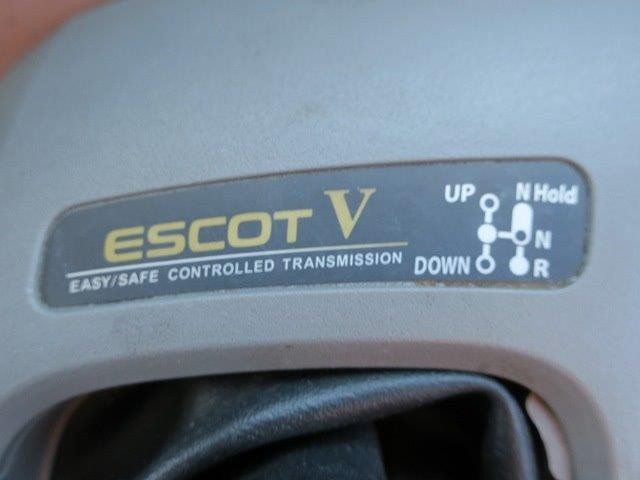 ESCOT V
EASY/SAFE CONTROLLED TRANSMISSION
UP N Hold
N
DOWN R